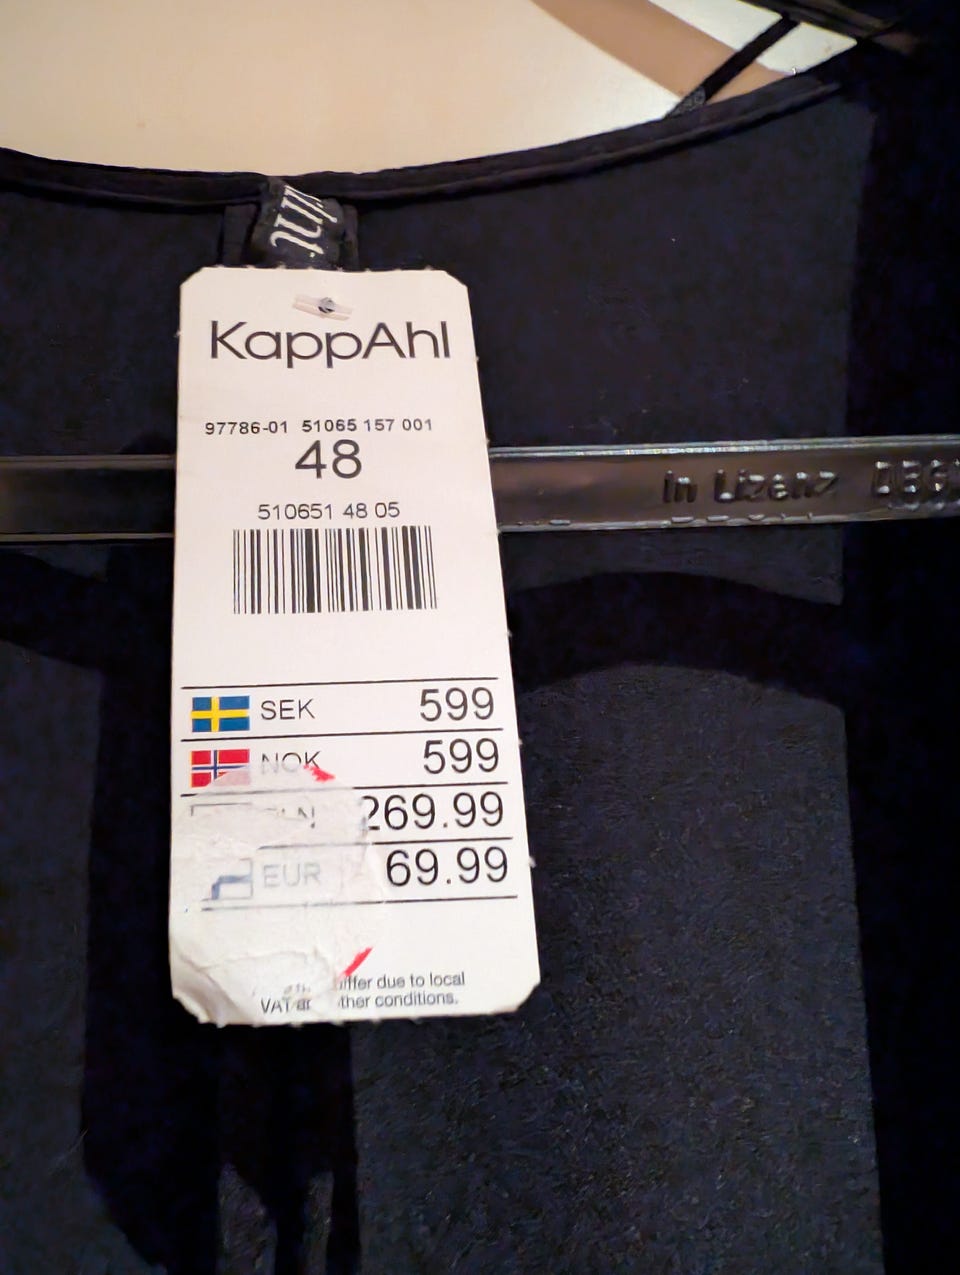 KappAhl
97786-01 51065 157 001
48
510651 48 05
SEK 599
NOK 599
269.99
EUR 69.99
differ due to local
VAT other conditions.
In Lizenz